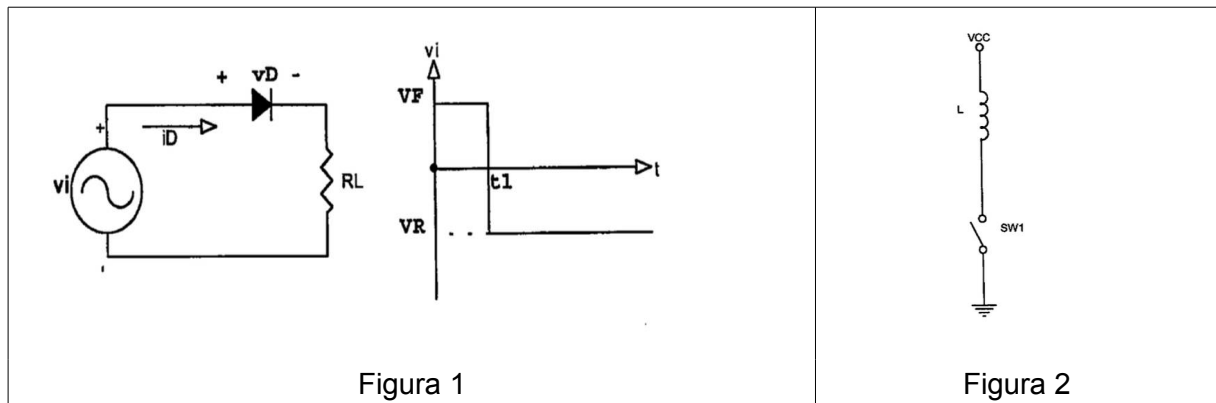 + vD -
iD
+
vi
-
RL
vi
VF
t1
t
VR
Figura 1
VCC
L
SW1
Figura 2